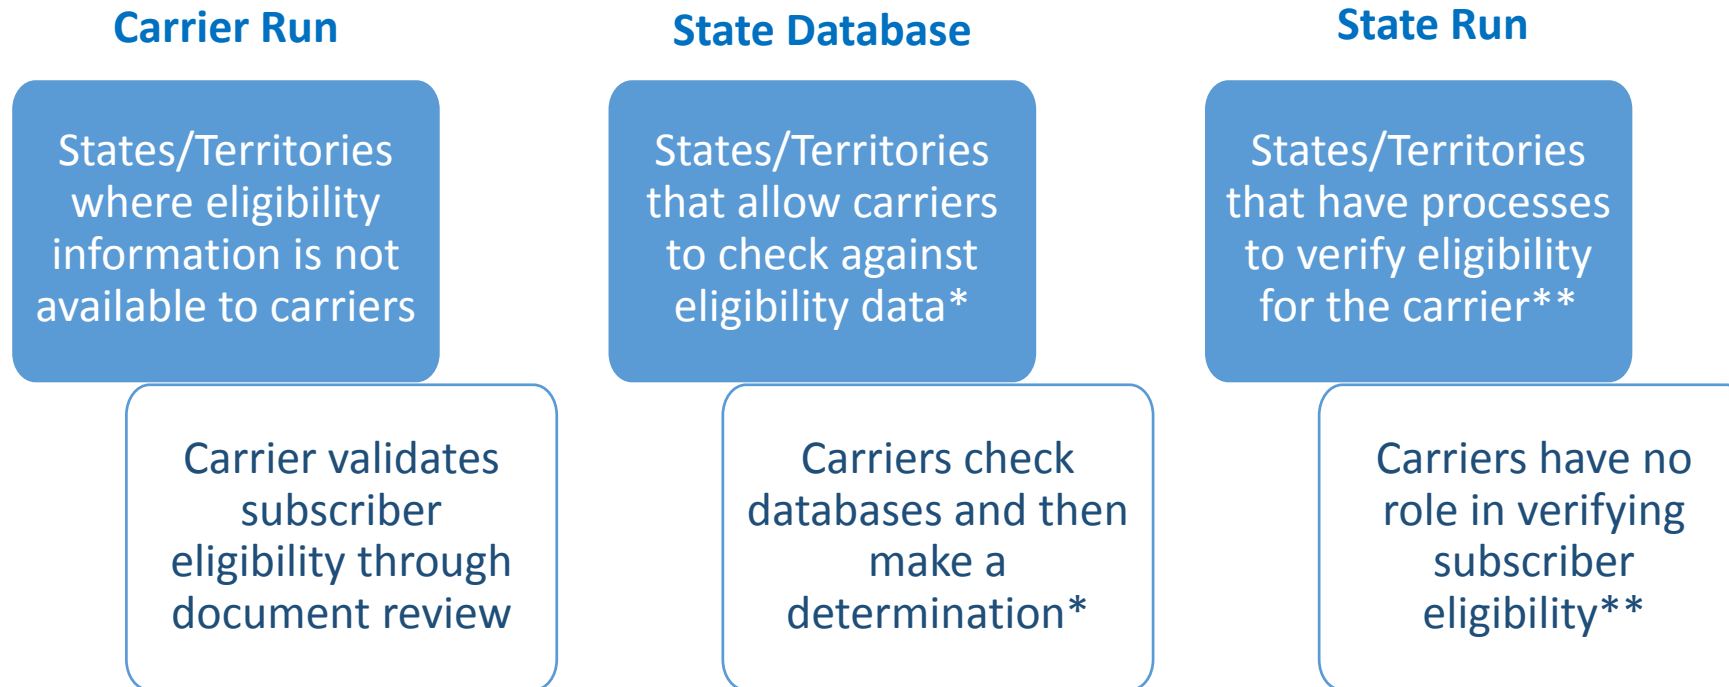 Carrier Run
States/Territories
where eligibility
information is not
available to carriers
Carrier validates
subscriber
eligibility through
document review
State Database
States/Territories
that allow carriers
to check against
eligibility data*
Carriers check
databases and then
make a
determination*
State Run
States/Territories
that have processes
to verify eligibility
for the carrier**
Carriers have no
role in verifying
subscriber
eligibility**